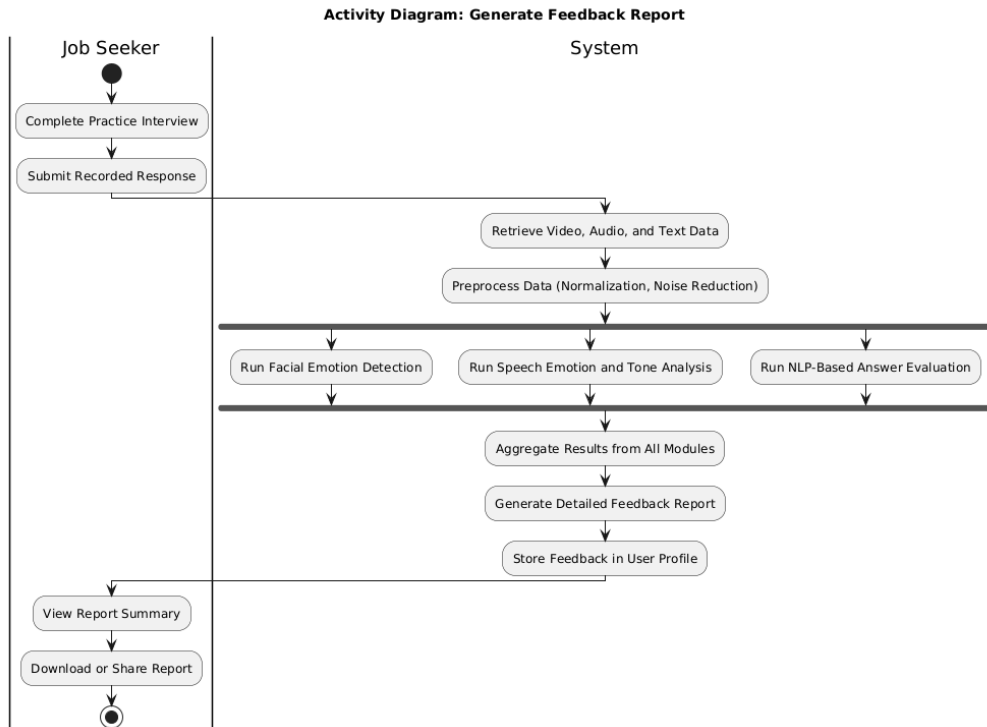 Activity Diagram: Generate Feedback Report
Job Seeker
System
Complete Practice Interview
Submit Recorded Response
Retrieve Video, Audio, and Text Data
Preprocess Data (Normalization, Noise Reduction)
Run Facial Emotion Detection
Run Speech Emotion and Tone Analysis
Run NLP-Based Answer Evaluation
Aggregate Results from All Modules
Generate Detailed Feedback Report
Store Feedback in User Profile
View Report Summary
Download or Share Report